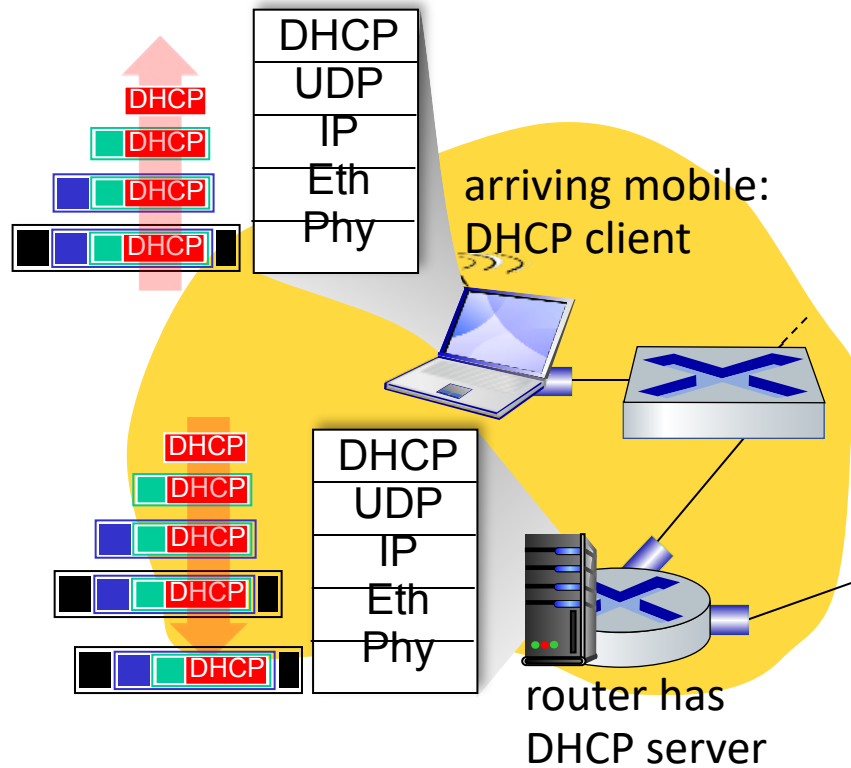 DHCP
UDP
IP
Eth
Phy
DHCP
DHCP
DHCP
DHCP
arriving mobile:
DHCP client
DHCP
UDP
IP
Eth
Phy
DHCP
DHCP
DHCP
DHCP
DHCP
router has
DHCP server